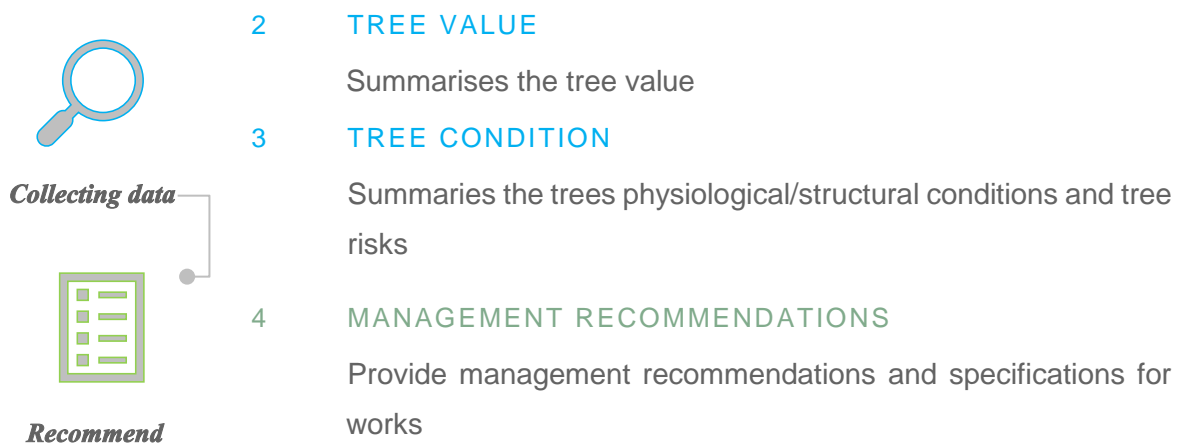 2 TREE VALUE
Summarises the tree value
3 TREE CONDITION
Collecting data
Summaries the trees physiological/structural conditions and tree
risks
4 MANAGEMENT RECOMMENDATIONS
Provide management recommendations and specifications for
works
Recommend